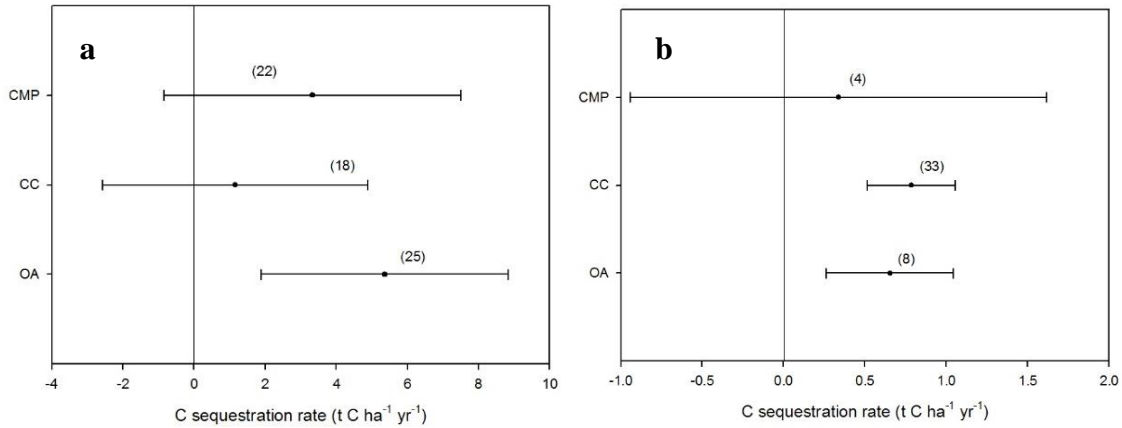 a
(22)
CMP
(18)
CC
(25)
OA
-4 -2 0 2 4 6 8 10
C sequestration rate (t C ha⁻¹ yr⁻¹)
b
(4)
CMP
(33)
CC
(8)
OA
-1.0 -0.5 0.0 0.5 1.0 1.5 2.0
C sequestration rate (t C ha⁻¹ yr⁻¹)